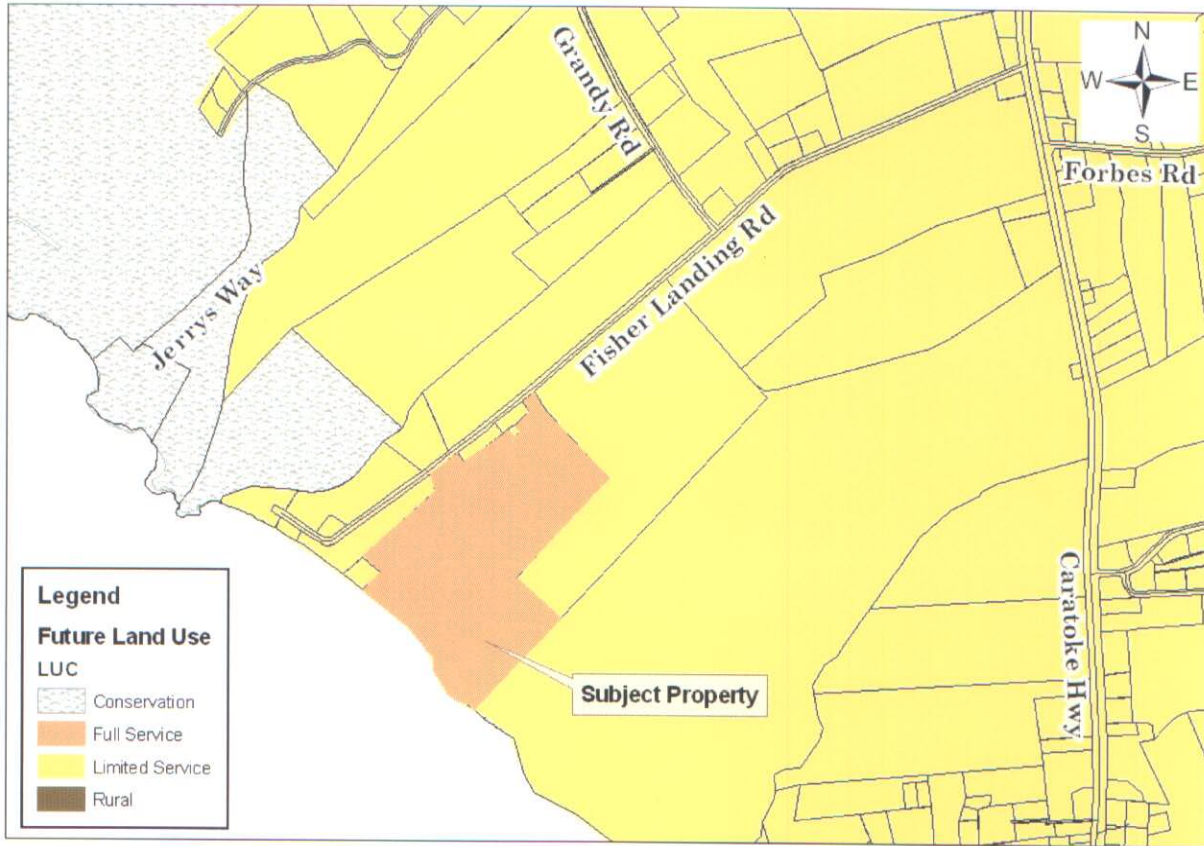 N
W E
S
Grandy Rd
Forbes Rd
Fisher Landing Rd
Jerrys Way
Caratoke Hwy
Subject Property
Legend
Future Land Use
LUC
Conservation
Full Service
Limited Service
Rural